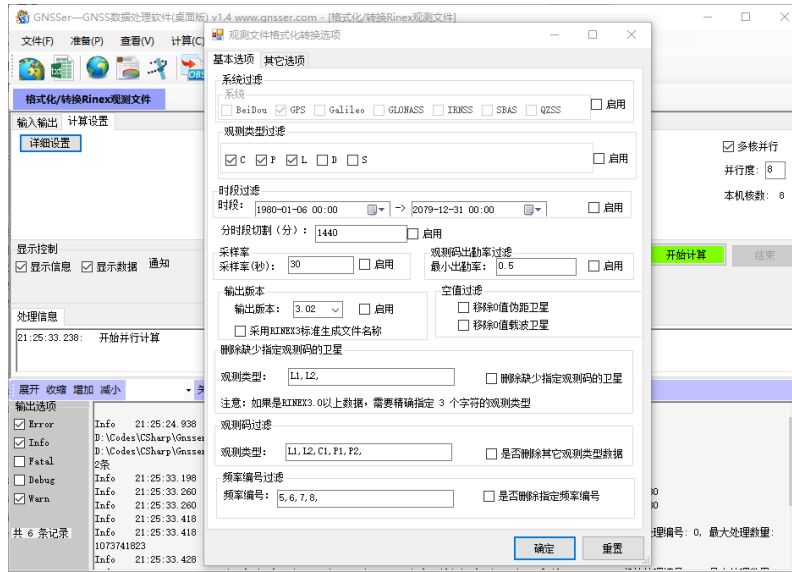 GNSSer—GNSS数据处理软件(桌面版) v1.4 www.gnsser.com - [格式化/转换Rinex观测文件]
文件(F) 准备(P) 查看(V) 计算(C)
OBS
格式化/转换Rinex观测文件
输入输出 计算设置
详细设置
多核并行
并行度: 8
本机核数: 8
显示控制
显示信息 显示数据 通知
开始计算 结束
处理信息
21:25:33.238: 开始并行计算
展开 收缩 增加 减小
输出选项
Error
Info
Fatal
Debug
Warn
共 6 条记录
Info 21:25:24.938
D:\Codes\CSharp\Gnsser
D:\Codes\CSharp\Gnsser
2条
Info 21:25:33.198
Info 21:25:33.260
Info 21:25:33.260
Info 21:25:33.418
Info 21:25:33.418
理编号: 0, 最大处理数量:
1073741823
Info 21:25:33.428
观测文件格式化转换选项
基本选项 其它选项
系统过滤
系统
BeiDou GPS Galileo GLONASS IRNSS SBAS QZSS 启用
观测类型过滤
C P L D S 启用
时段过滤
时段: 1980-01-06 00:00 -> 2079-12-31 00:00 启用
分时段切割(分): 1440 启用
采样率
采样率(秒): 30 启用
观测码出勤率过滤
最小出勤率: 0.5 启用
输出版本
输出版本: 3.02 启用
采用RINEX3标准生成文件名称
空值过滤
移除0值伪距卫星
移除0值载波卫星
删除缺少指定观测码的卫星
观测类型: L1,L2, 删除缺少指定观测码的卫星
注意: 如果是RINEX3.0以上数据, 需要精确指定 3 个字符的观测类型
观测码过滤
观测类型: L1,L2,C1,P1,P2, 是否删除其它观测类型数据
频率编号过滤
频率编号: 5,6,7,8, 是否删除指定频率编号
确定 重置